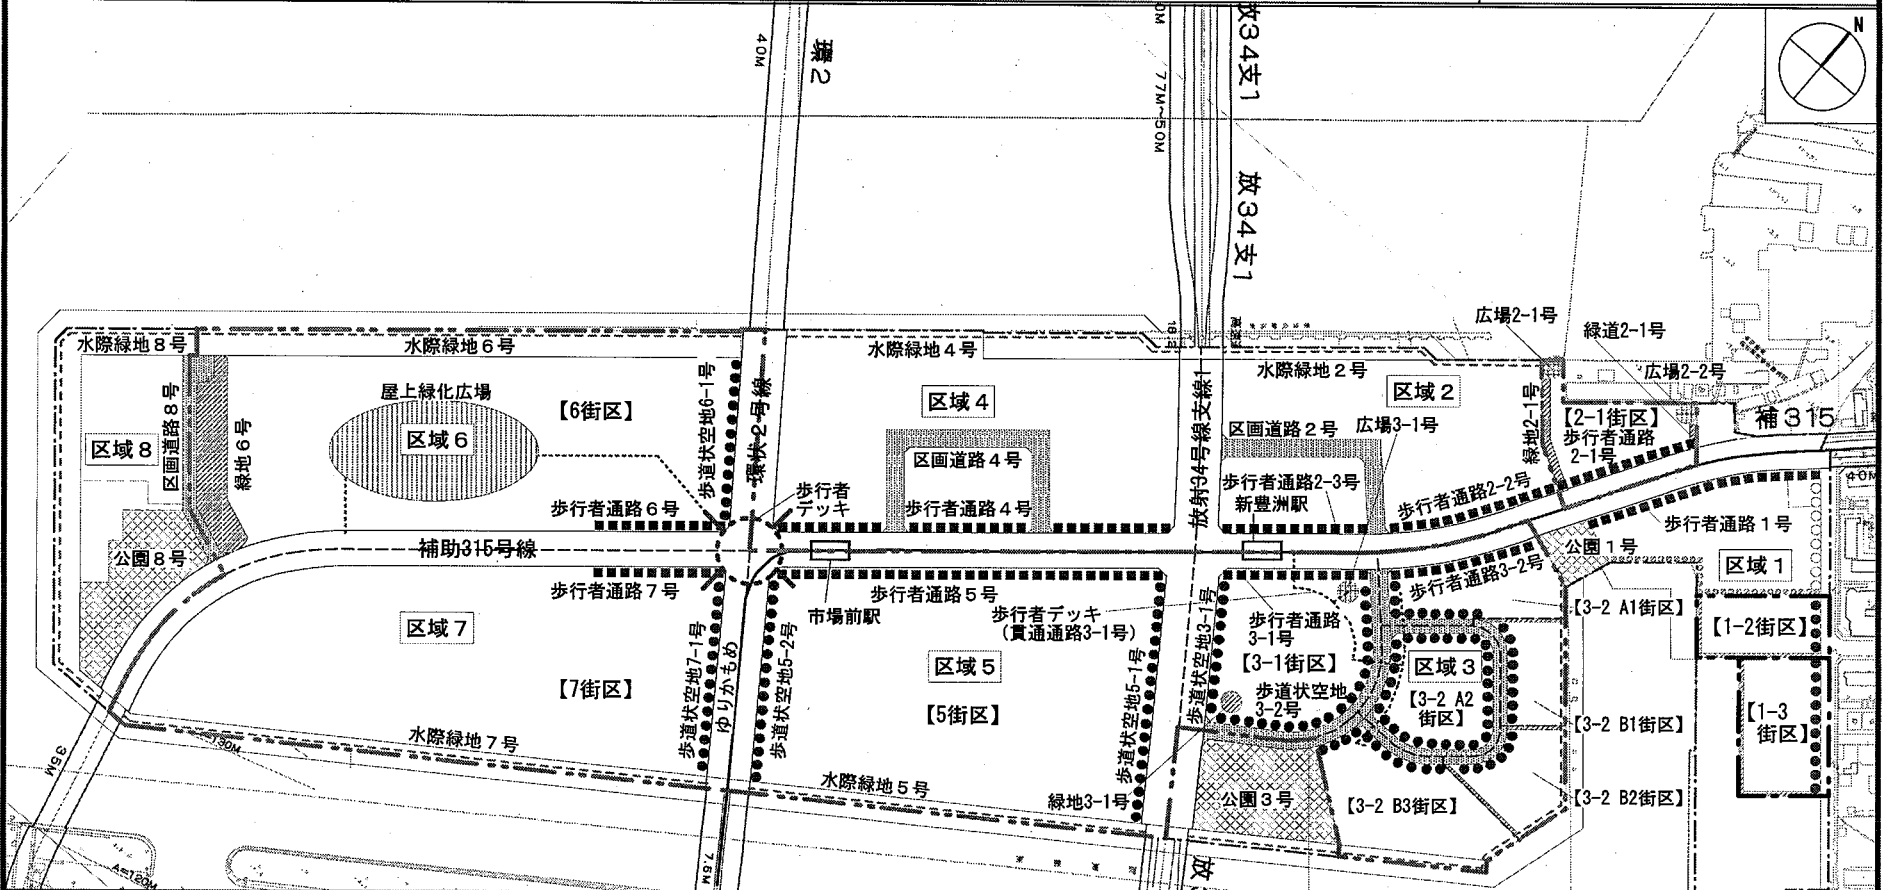 N
環2
40M
放34支1
77M~50M
放34支1
水際緑地8号
水際緑地6号
水際緑地4号
水際緑地2号
広場2-1号
緑道2-1号
広場2-2号
屋上緑化広場
【6街区】
区域4
区域2
【2-1街区】
補315
歩行者通路
2-1号
区域8
区画道路8号
緑地6号
区域6
歩道状空地6-1号
環状2号線
区画道路4号
放射34号線支線1
区画道路2号
広場3-1号
緑地2-1号
歩行者通路6号
歩行者
デッキ
歩行者通路4号
歩行者通路2-3号
新豊洲駅
歩行者通路2-2号
40M
歩行者通路1号
公園8号
補助315号線
公園1号
区域1
歩行者通路7号
市場前駅
歩行者通路5号
歩行者デッキ
(貫通通路3-1号)
歩行者通路
3-1号
歩行者通路3-2号
【3-2 A1街区】
【1-2街区】
区域7
【7街区】
歩道状空地7-1号
ゆりかもめ
歩道状空地5-2号
区域5
【5街区】
歩道状空地5-1号
歩道状空地3-1号
【3-1街区】
歩道状空地
3-2号
区域3
【3-2 A2
街区】
【3-2 B1街区】
【1-3
街区】
水際緑地7号
水際緑地5号
緑地3-1号
公園3号
【3-2 B3街区】
【3-2 B2街区】
35M
130M
A=120M
放